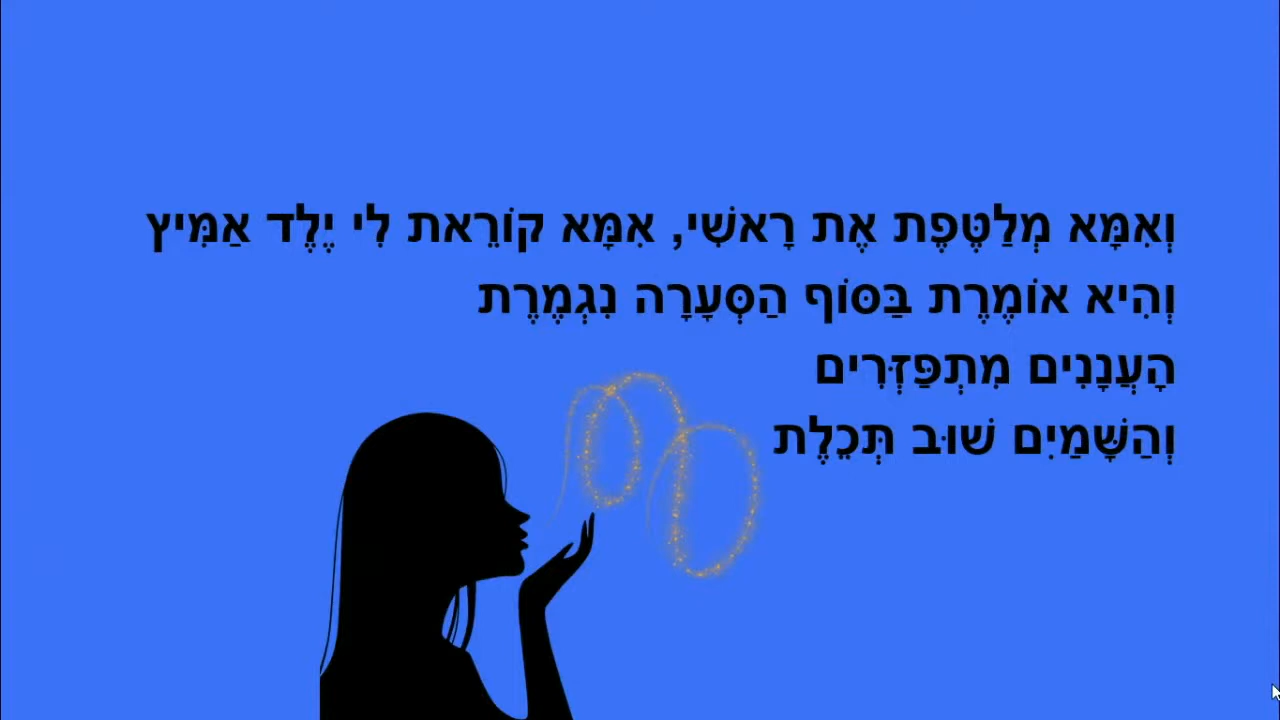 וְאִמָּא מְלַטֶּפֶת אֶת רָאשִׁי, אִמָּא קוֹרֵאת לִי יֶלֶד אַמִּיץ
וְהִיא אוֹמֶרֶת בַּסּוֹף הַסְּעָרָה נִגְמֶרֶת
הָעֲנָנִים מִתְפַּזְּרִים
וְהַשָּׁמַיִם שׁוּב תְּכֵלֶת